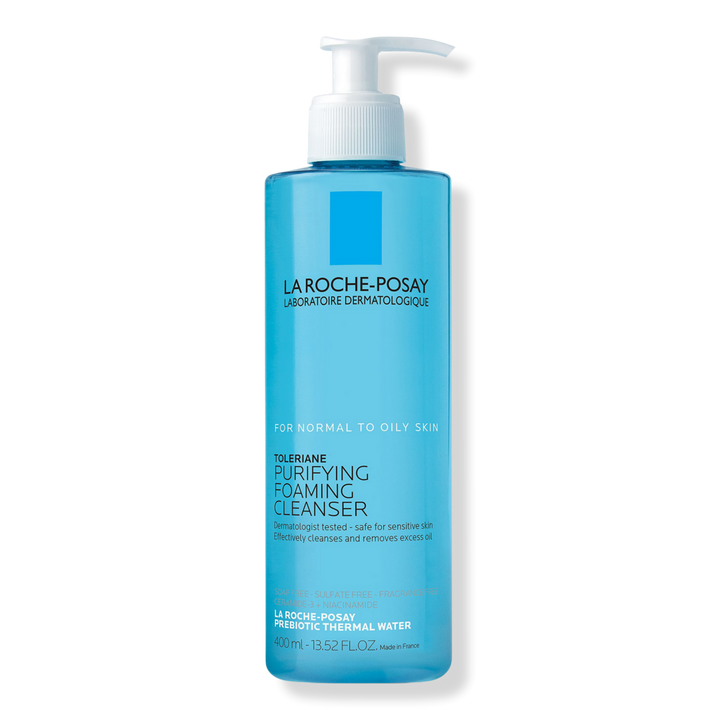 LA ROCHE-POSAY
LABORATOIRE DERMATOLOGIQUE
FOR NORMAL TO OILY SKIN
TOLERIANE
PURIFYING
FOAMING
CLEANSER
Dermatologist tested - safe for sensitive skin
Effectively cleanses and removes excess oil
SULFATE FREE
NIACINAMIDE
LA ROCHE-POSAY
PREBIOTIC THERMAL WATER
400 ml - 13.52 FL.OZ. Made in France